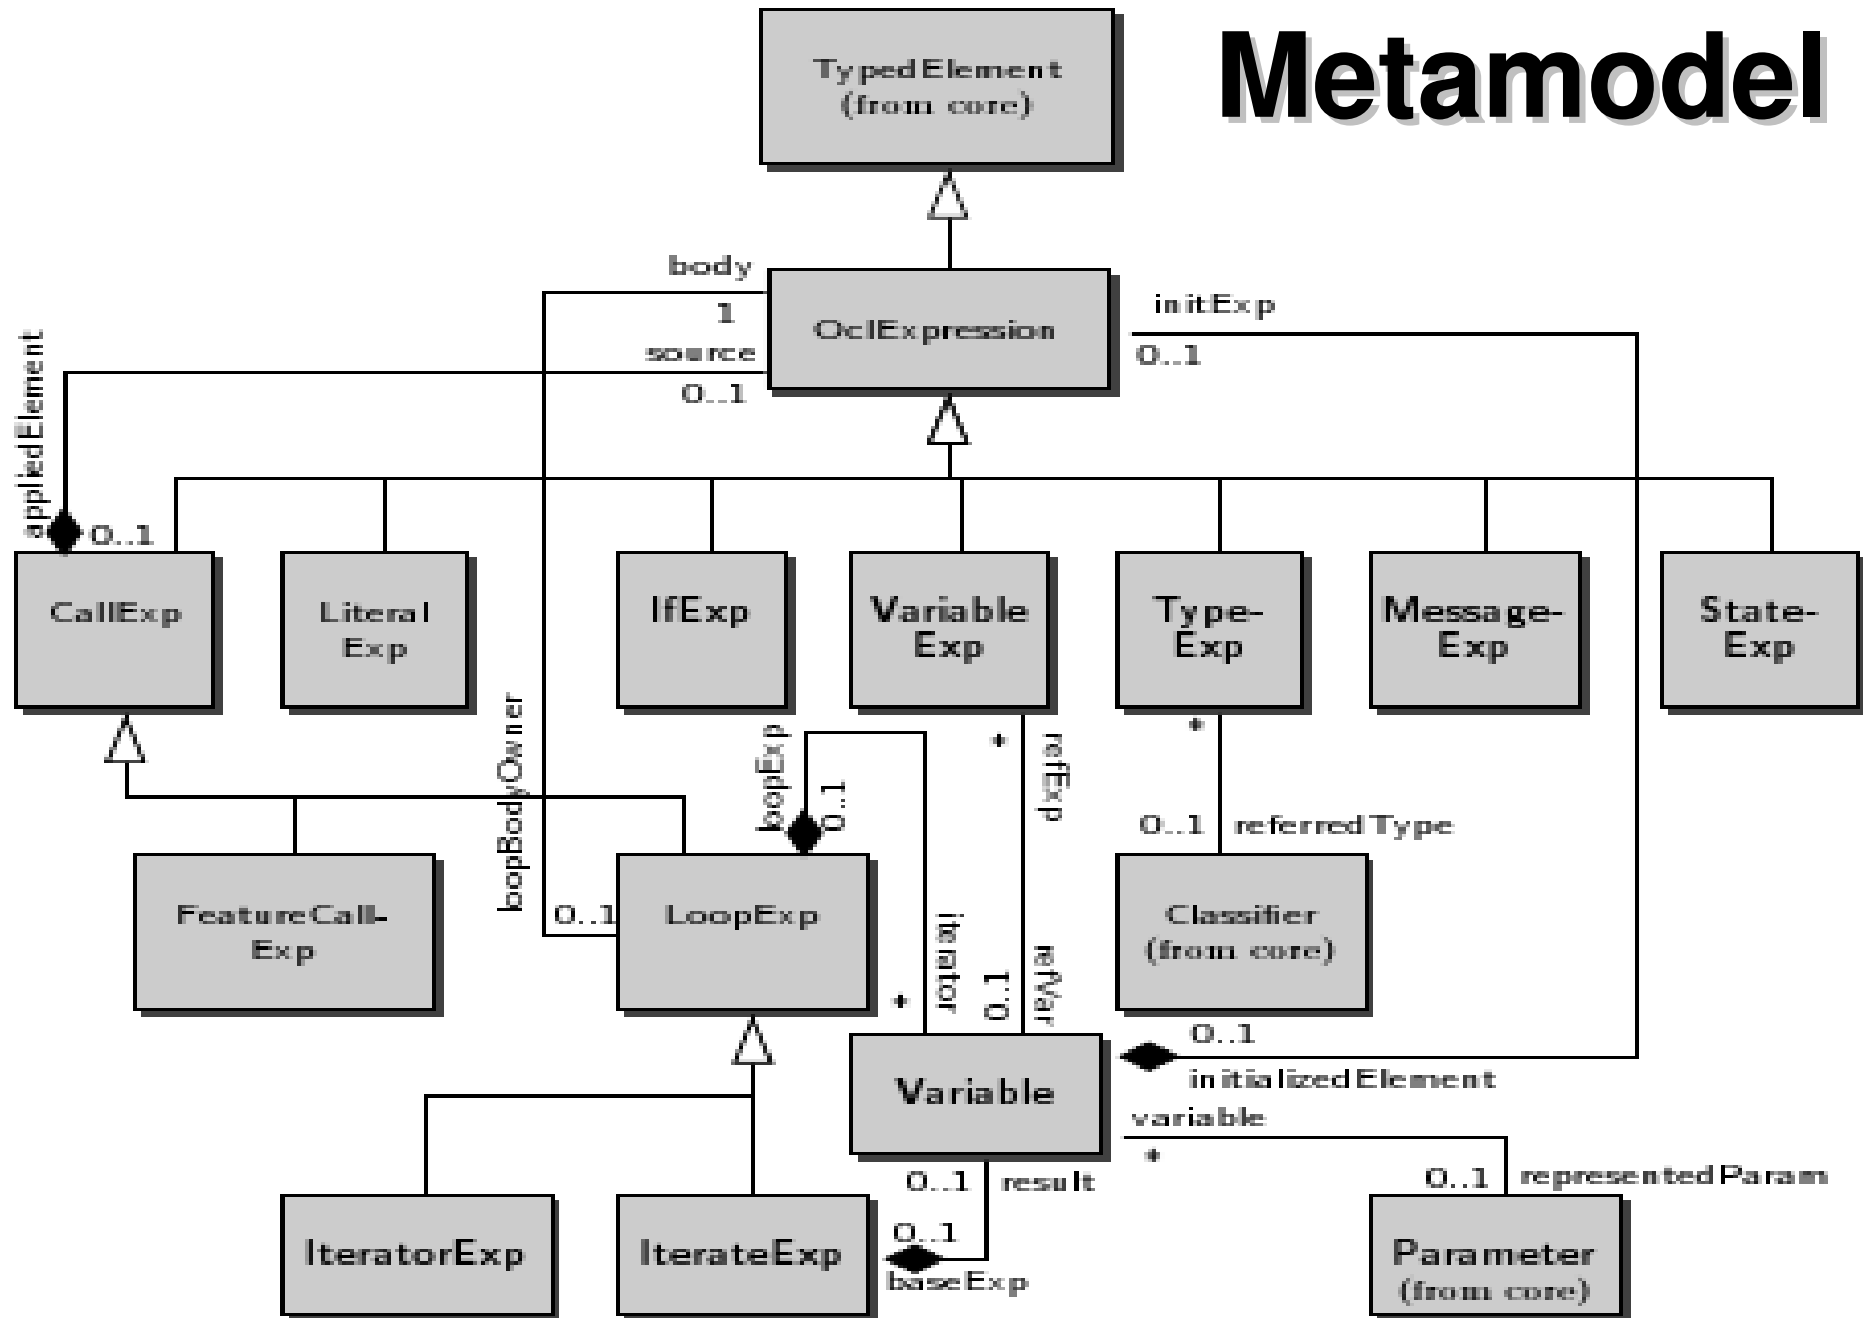 Metamodel
TypedElement
(from core)
body
1
source
0..1
OclExpression
initExp
0..1
appliedElement
0..1
CallExp
Literal
Exp
IfExp
Variable
Exp
Type-
Exp
Message-
Exp
State-
Exp
loopBodyOwner
0..1
loopExp
0..1
*
refExp
*
0..1
referredType
FeatureCall-
Exp
LoopExp
iterator
*
0..1
refVar
Classifier
(from core)
Variable
0..1
initializedElement
variable
*
0..1
representedParam
0..1
result
IteratorExp
IterateExp
0..1
baseExp
Parameter
(from core)